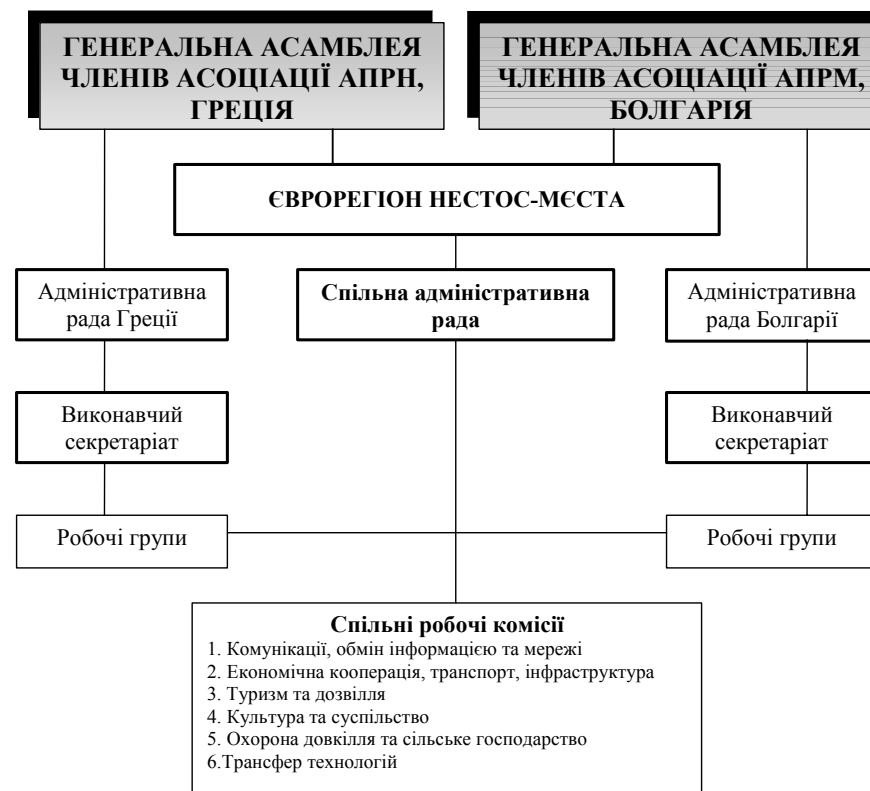 ГЕНЕРАЛЬНА АСАМБЛЕЯ
ЧЛЕНІВ АСОЦІАЦІЇ АПРН,
ГРЕЦІЯ
ГЕНЕРАЛЬНА АСАМБЛЕЯ
ЧЛЕНІВ АСОЦІАЦІЇ АПРМ,
БОЛГАРІЯ
ЄВРОРЕГІОН НЕСТОС-МЄСТА
Адміністративна
рада Греції
Спільна адміністративна
рада
Адміністративна
рада Болгарії
Виконавчий
секретаріат
Виконавчий
секретаріат
Робочі групи
Робочі групи
Спільні робочі комісії
1. Комунікації, обмін інформацією та мережі
2. Економічна кооперація, транспорт, інфраструктура
3. Туризм та дозвілля
4. Культура та суспільство
5. Охорона довкілля та сільське господарство
6.Трансфер технологій